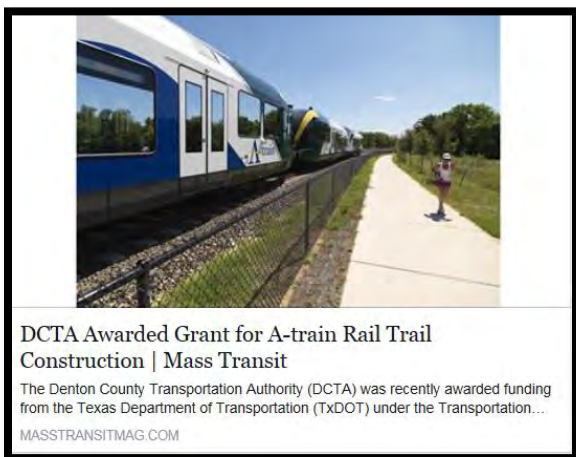 DCTA Awarded Grant for A-train Rail Trail
Construction | Mass Transit
The Denton County Transportation Authority (DCTA) was recently awarded funding
from the Texas Department of Transportation (TxDOT) under the Transportation...
MASSTRANSITMAG.COM